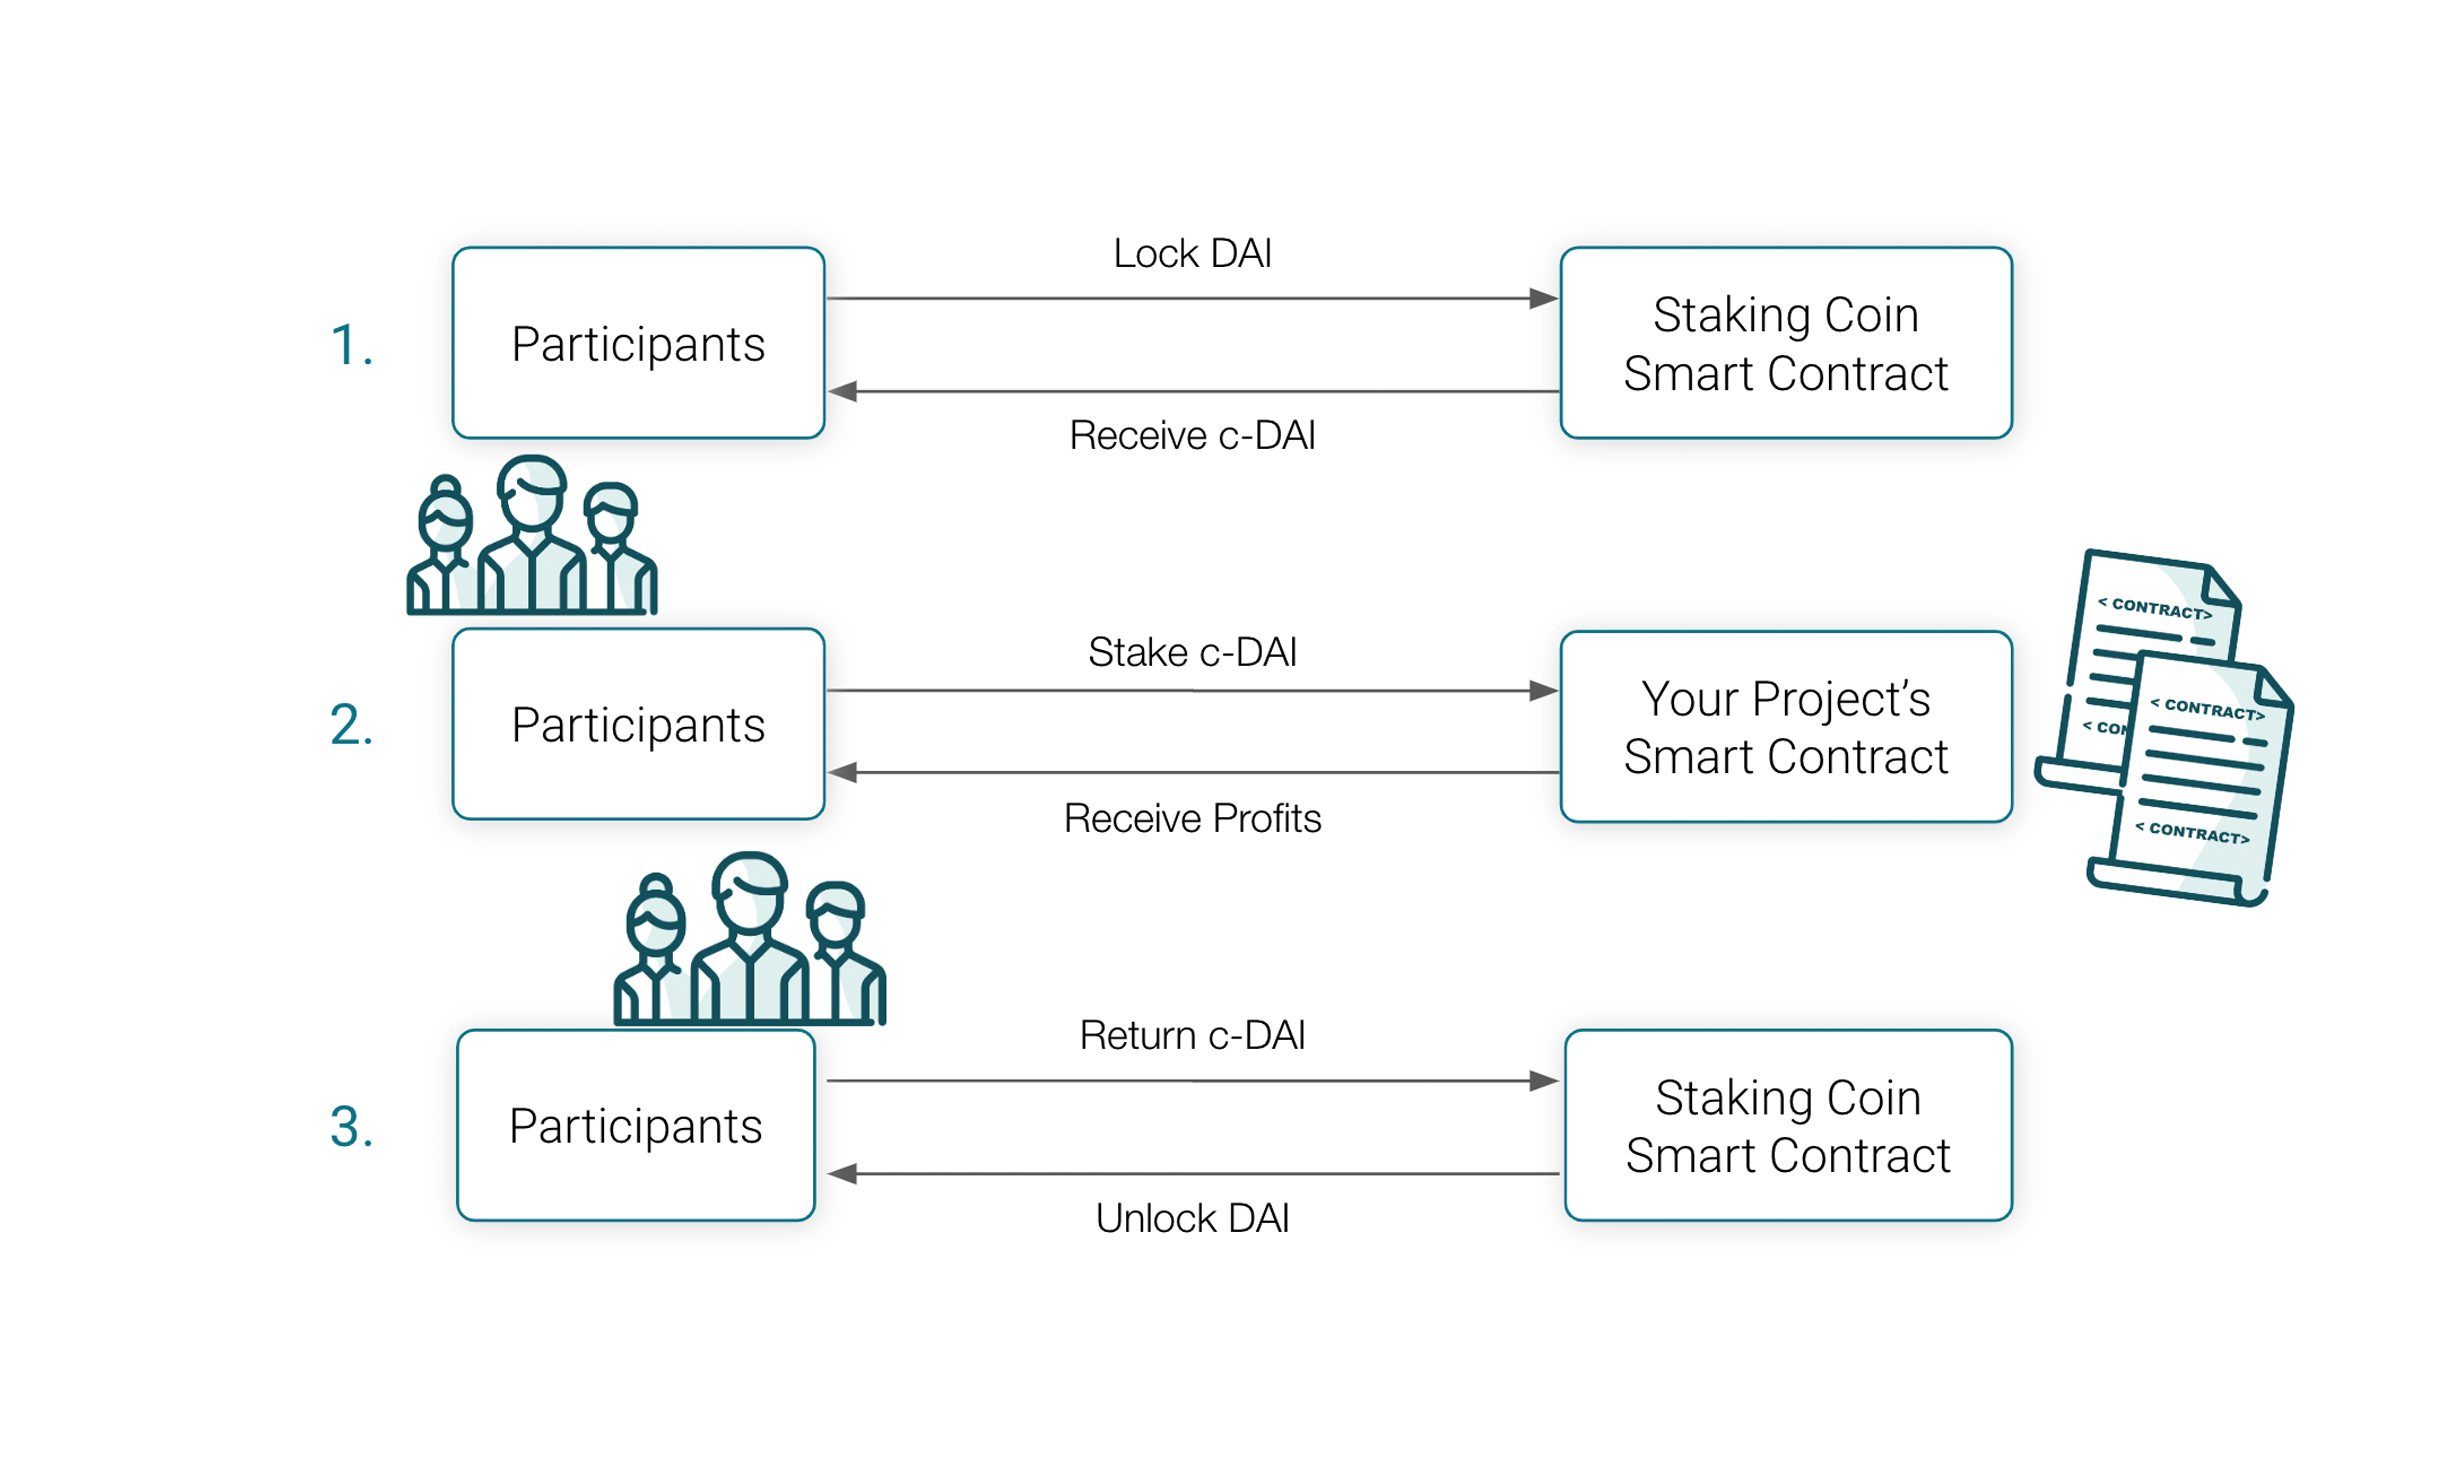 Lock DAI
1.
Participants
Staking Coin
Smart Contract
Receive c-DAI
< CONTRACT>
Stake c-DAI
2.
Participants
Your Project’s
Smart Contract
< CONTRACT>
< CON
Receive Profits
< CONTRACT>
Return c-DAI
3.
Participants
Staking Coin
Smart Contract
Unlock DAI